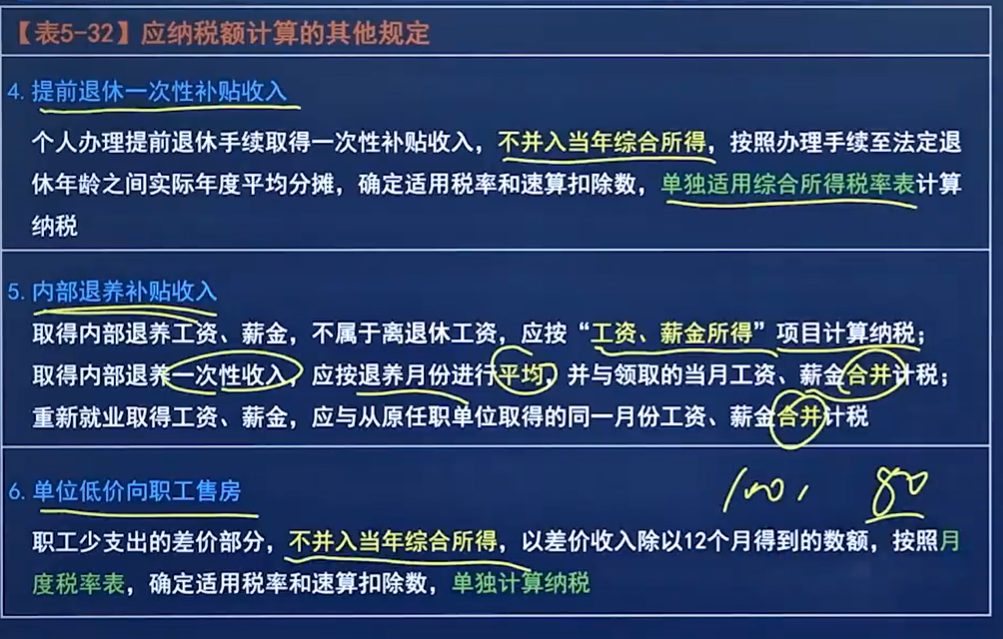 【表5-32】应纳税额计算的其他规定
4. 提前退休一次性补贴收入
个人办理提前退休手续取得一次性补贴收入，不并入当年综合所得，按照办理手续至法定退
休年龄之间实际年度平均分摊，确定适用税率和速算扣除数，单独适用综合所得税率表计算
纳税
5. 内部退养补贴收入
取得内部退养工资、薪金，不属于离退休工资，应按“工资、薪金所得”项目计算纳税；
取得内部退养一次性收入，应按退养月份进行平均，并与领取的当月工资、薪金合并计税；
重新就业取得工资、薪金，应与从原任职单位取得的同一月份工资、薪金合并计税
6. 单位低价向职工售房
100, 80
职工少支出的差价部分，不并入当年综合所得，以差价收入除以12个月得到的数额，按照月
度税率表，确定适用税率和速算扣除数，单独计算纳税